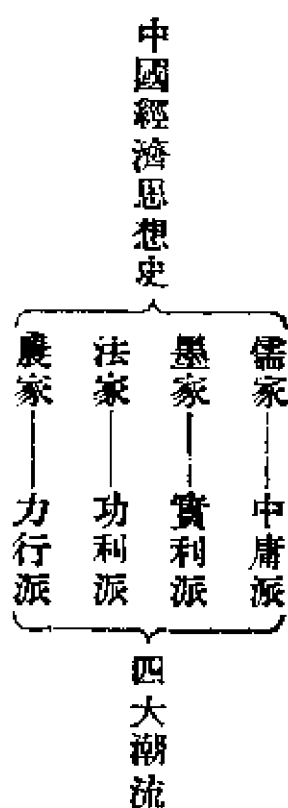 中國經濟思想史
儒家——中庸派
墨家——實利派
法家——功利派
農家——力行派
四大潮流